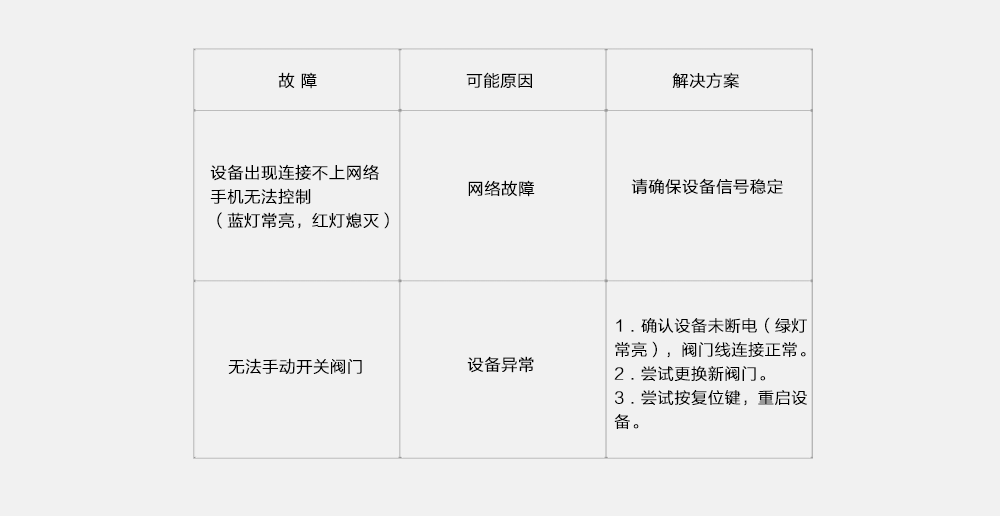 故 障
可能原因
解决方案
设备出现连接不上网络
手机无法控制
（蓝灯常亮，红灯熄灭）
网络故障
请确保设备信号稳定
无法手动开关阀门
设备异常
1．确认设备未断电（绿灯
常亮），阀门线连接正常。
2．尝试更换新阀门。
3．尝试按复位键，重启设
备。